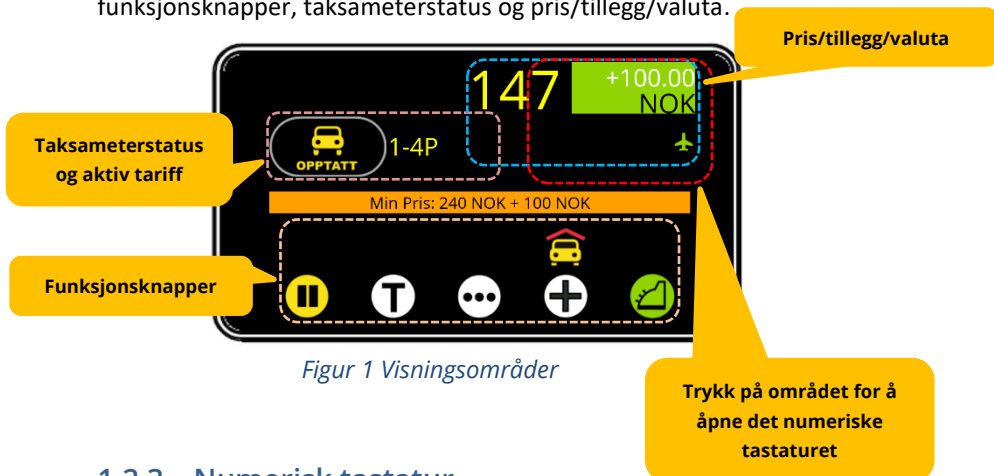 funksjonsknapper, taksameterstatus og pris/tillegg/valuta.
Pris/tillegg/valuta
147
+100.00
NOK
Taksameterstatus
og aktiv tariff
OPPTATT
1-4P
Min Pris: 240 NOK + 100 NOK
Funksjonsknapper
T
Figur 1 Visningsområder
Trykk på området for å
åpne det numeriske
tastaturet
1.2.2 Numerisk tastatur